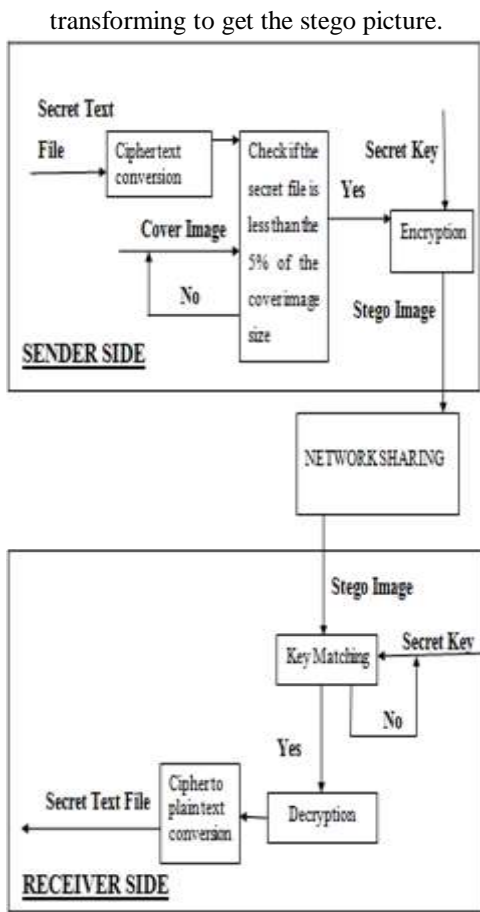 transforming to get the stego picture.
Secret Text
File
Ciphertext
conversion
Check if the
secret file is
less than the
5% of the
cover image
size
Cover Image
No
Yes
Secret Key
Encryption
Stego Image
SENDER SIDE
NETWORK SHARING
Stego Image
Key Matching
Secret Key
No
Yes
Decryption
Cipher to
plain text
conversion
Secret Text File
RECEIVER SIDE